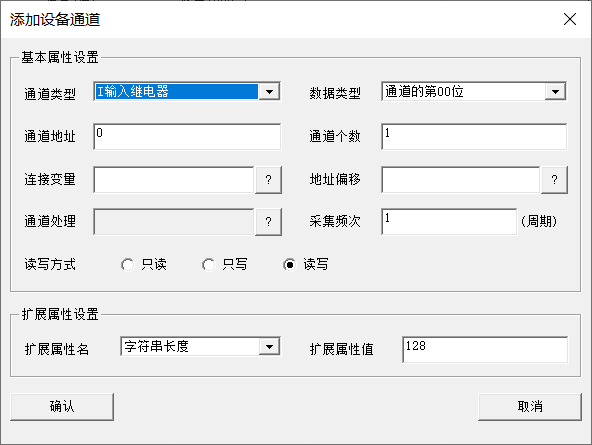 添加设备通道
基本属性设置
通道类型 I输入继电器 数据类型 通道的第00位
通道地址 0 通道个数 1
连接变量 ? 地址偏移 ?
通道处理 ? 采集频次 1 (周期)
读写方式 只读 只写 读写
扩展属性设置
扩展属性名 字符串长度 扩展属性值 128
确认 取消